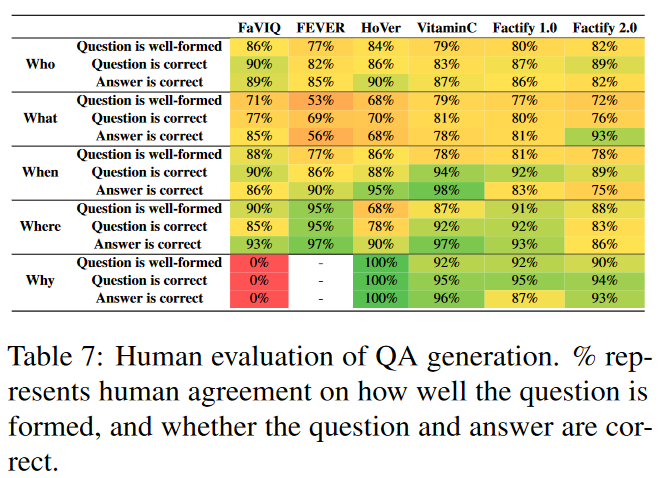 FaVIQ FEVER HoVer VitaminC Factify 1.0 Factify 2.0
Question is well-formed 86% 77% 84% 79% 80% 82%
Who Question is correct 90% 82% 86% 83% 87% 89%
Answer is correct 89% 85% 90% 87% 86% 82%
Question is well-formed 71% 53% 68% 79% 77% 72%
What Question is correct 77% 69% 70% 81% 80% 76%
Answer is correct 85% 56% 68% 78% 81% 93%
Question is well-formed 88% 77% 86% 78% 81% 78%
When Question is correct 90% 86% 88% 94% 92% 89%
Answer is correct 86% 90% 95% 98% 83% 75%
Question is well-formed 90% 95% 68% 87% 91% 88%
Where Question is correct 85% 95% 78% 92% 92% 83%
Answer is correct 93% 97% 90% 97% 93% 86%
Question is well-formed 0% - 100% 92% 92% 90%
Why Question is correct 0% 100% 95% 95% 94%
Answer is correct 0% 100% 96% 87% 93%
Table 7: Human evaluation of QA generation. % rep-
resents human agreement on how well the question is
formed, and whether the question and answer are cor-
rect.